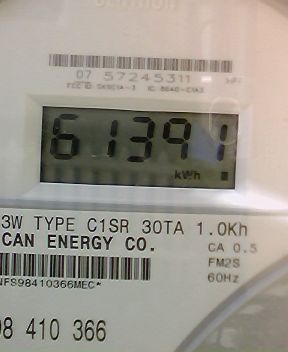 07 57245311
61391
kWh
3W TYPE C1SR 30TA 1.0Kh
CAN ENERGY CO.
CA 0.5
FM2S
60Hz
NFS98410366MEC*
98 410 366